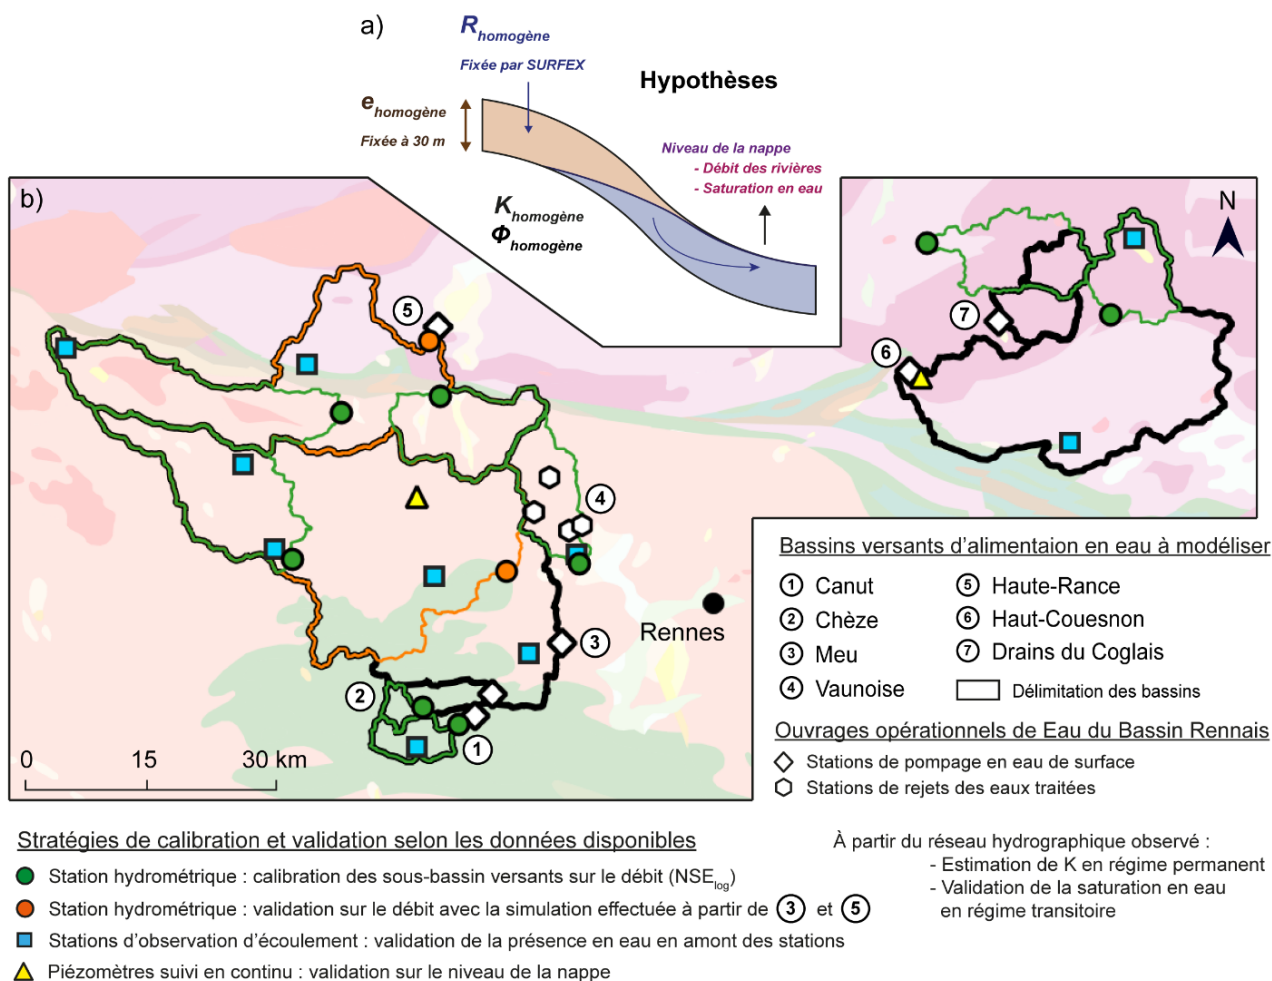 a)
R homogène
Fixée par SURFEX
Hypothèses
e homogène
Fixée à 30 m
Niveau de la nappe
- Débit des rivières
- Saturation en eau
K homogène
Φ homogène
b)
N
5
7
6
4
Rennes
3
2
1
0 15 30 km
Bassins versants d'alimentaion en eau à modéliser
1 Canut
2 Chèze
3 Meu
4 Vaunoise
5 Haute-Rance
6 Haut-Couesnon
7 Drains du Coglais
Délimitation des bassins
Ouvrages opérationnels de Eau du Bassin Rennais
Stations de pompage en eau de surface
Stations de rejets des eaux traitées
Stratégies de calibration et validation selon les données disponibles
Station hydrométrique : calibration des sous-bassin versants sur le débit (NSElog)
Station hydrométrique : validation sur le débit avec la simulation effectuée à partir de 3 et 5
Stations d'observation d'écoulement : validation de la présence en eau en amont des stations
Piézomètres suivi en continu : validation sur le niveau de la nappe
À partir du réseau hydrographique observé :
- Estimation de K en régime permanent
- Validation de la saturation en eau
en régime transitoire